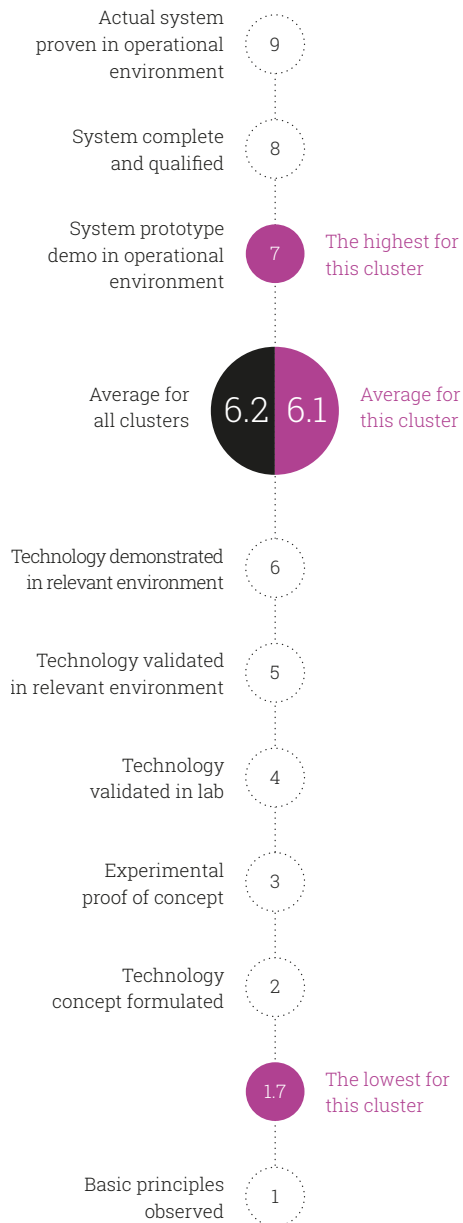 Actual system
proven in operational
environment
9
System complete
and qualified
8
System prototype
demo in operational
environment
7
The highest for
this cluster
Average for
all clusters
6.2
6.1
Average for
this cluster
Technology demonstrated
in relevant environment
6
Technology validated
in relevant environment
5
Technology
validated in lab
4
Experimental
proof of concept
3
Technology
concept formulated
2
1.7
The lowest for
this cluster
Basic principles
observed
1